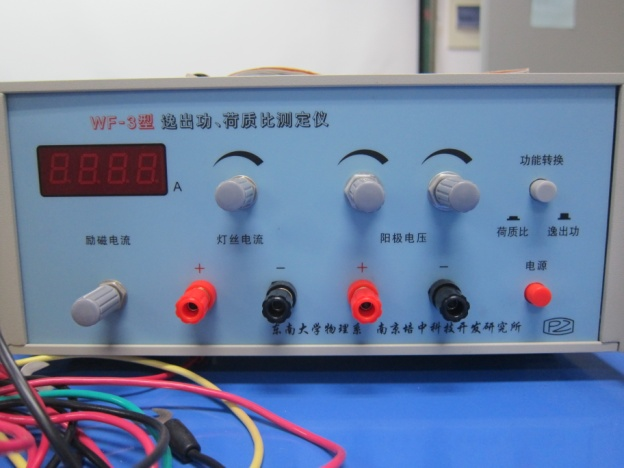 WF-3型 逸出功、荷质比测定仪
8.8.8.8. A
功能转换
荷质比 逸出功
励磁电流 灯丝电流 阳极电压
电源
+ - + -
东南大学物理系 南京培中科技开发研究所